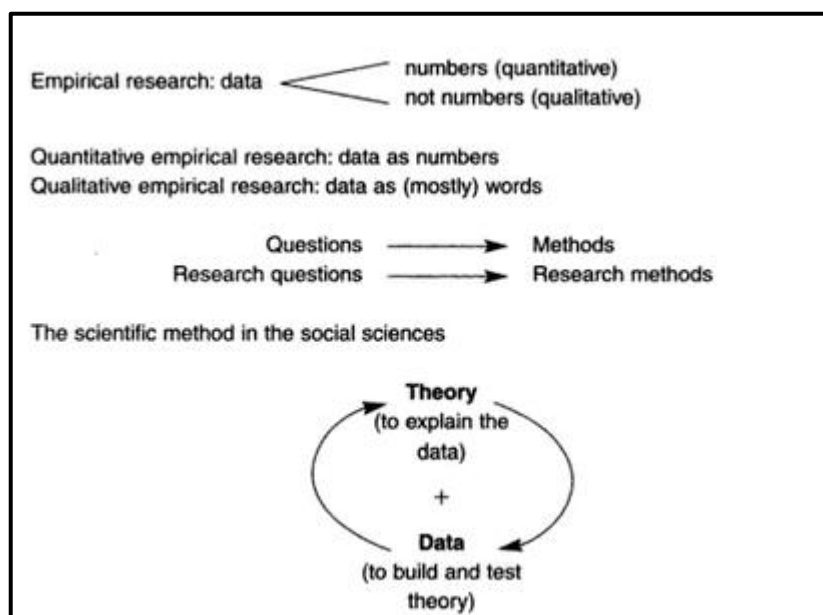 Empirical research: data
numbers (quantitative)
not numbers (qualitative)
Quantitative empirical research: data as numbers
Qualitative empirical research: data as (mostly) words
Questions Methods
Research questions Research methods
The scientific method in the social sciences
Theory
(to explain the
data)
+
Data
(to build and test
theory)